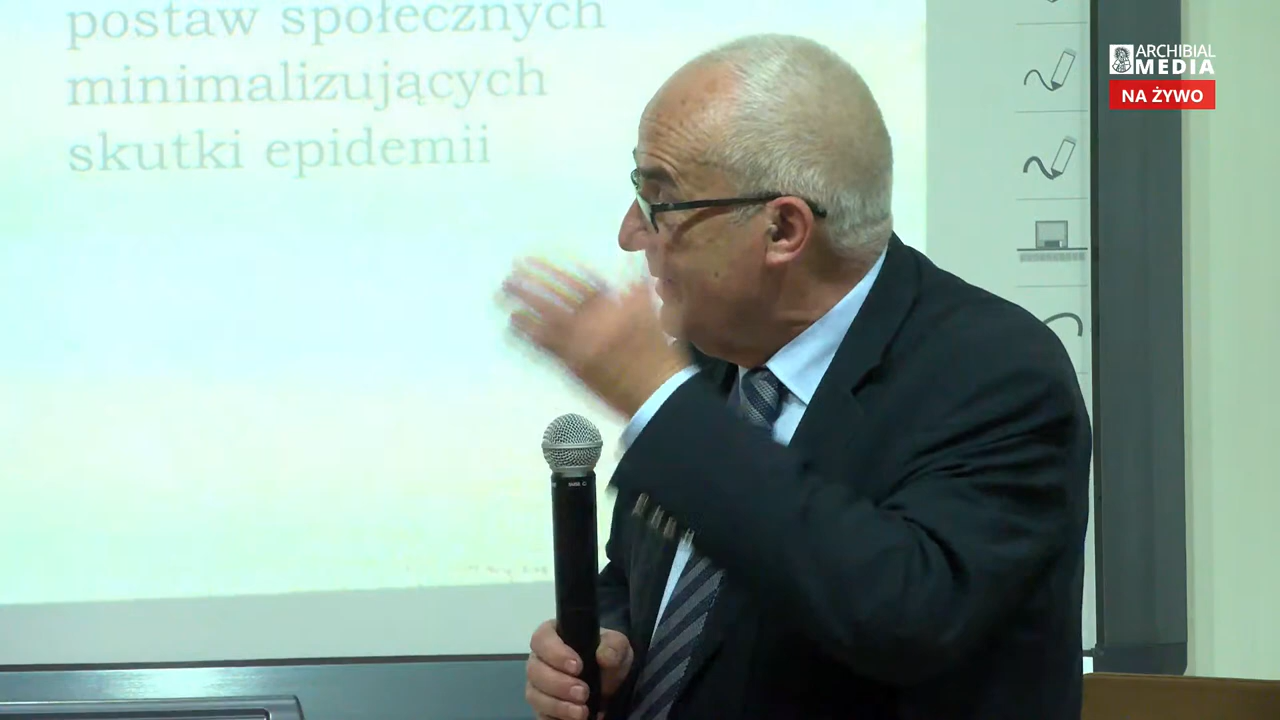 postaw społecznych
minimalizujących
skutki epidemii
ARCHIBIAL
MEDIA
NA ŻYWO